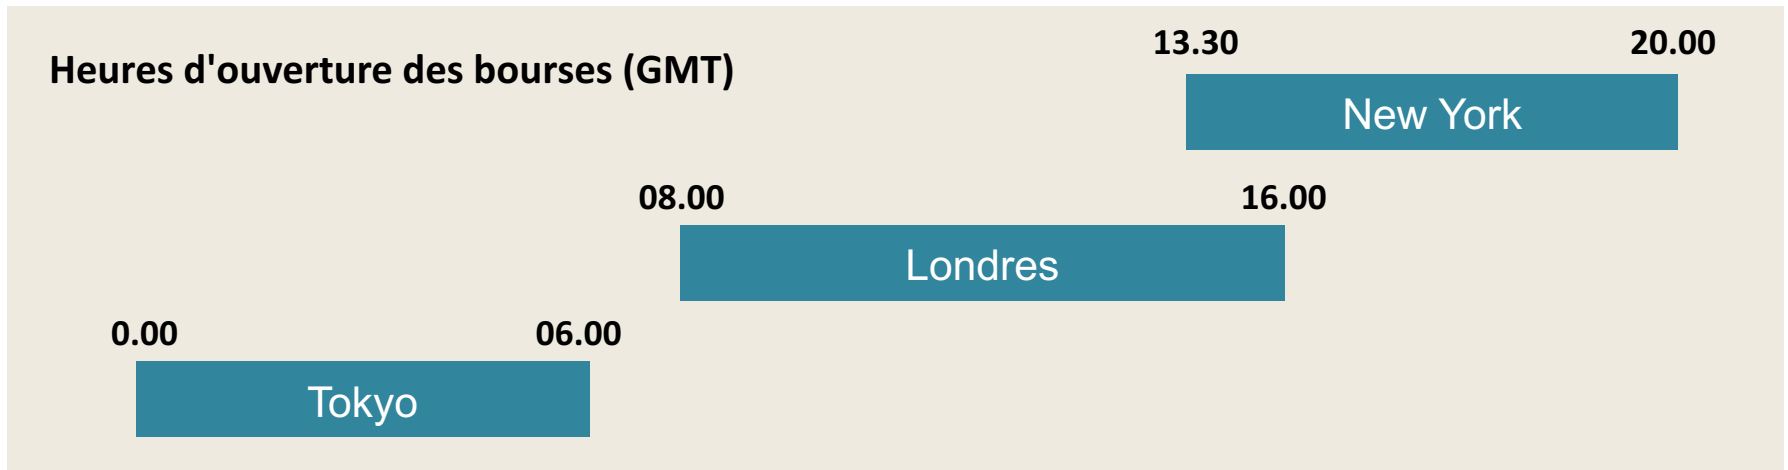 13.30 20.00
Heures d'ouverture des bourses (GMT)
New York
08.00 16.00
Londres
0.00 06.00
Tokyo